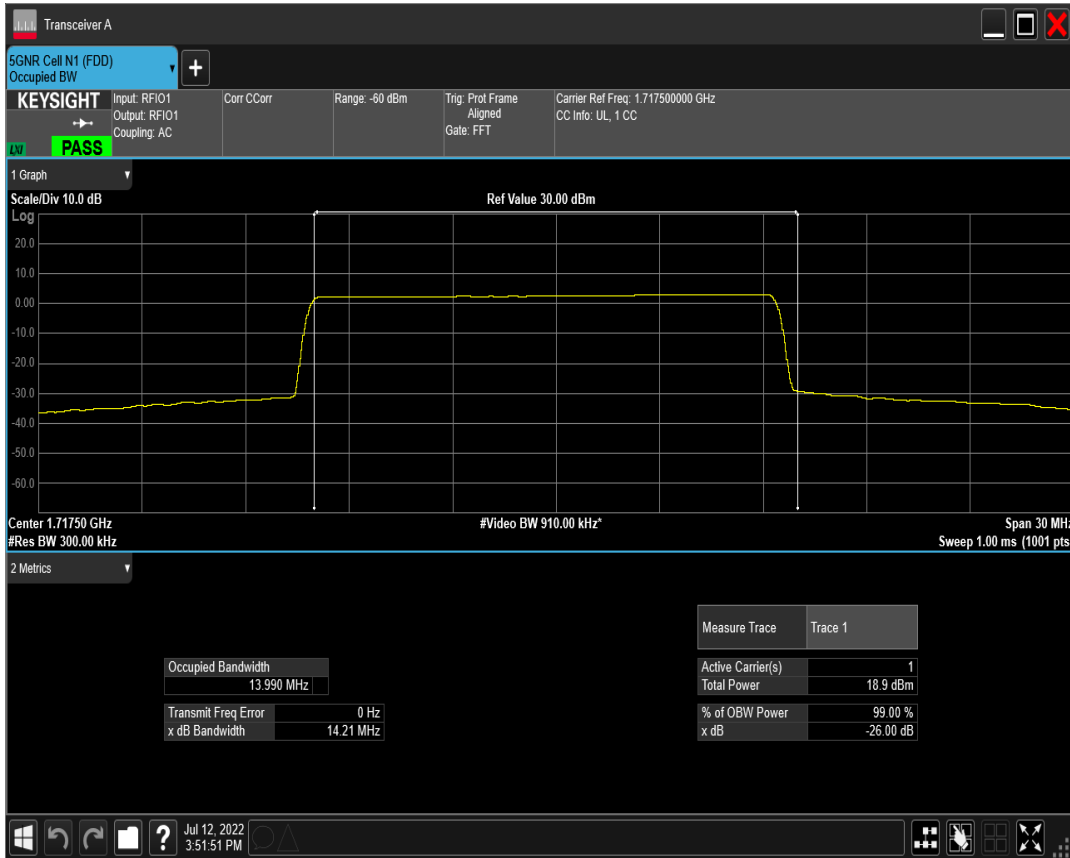 Transceiver A
5GNR Cell N1 (FDD)
Occupied BW
+
KEYSIGHT
LXI
PASS
Input: RFIO1
Output: RFIO1
Coupling: AC
Corr CCorr
Range: -60 dBm
Trig: Prot Frame
Aligned
Gate: FFT
Carrier Ref Freq: 1.717500000 GHz
CC Info: UL, 1 CC
1 Graph
Scale/Div 10.0 dB
Ref Value 30.00 dBm
Log
20.0
10.0
0.00
-10.0
-20.0
-30.0
-40.0
-50.0
-60.0
Center 1.71750 GHz
#Video BW 910.00 kHz*
Span 30 MHz
#Res BW 300.00 kHz
Sweep 1.00 ms (1001 pts
2 Metrics
Measure Trace Trace 1
Occupied Bandwidth
13.990 MHz
Active Carrier(s) 1
Total Power 18.9 dBm
Transmit Freq Error 0 Hz
x dB Bandwidth 14.21 MHz
% of OBW Power 99.00 %
x dB -26.00 dB
?
Jul 12, 2022
3:51:51 PM